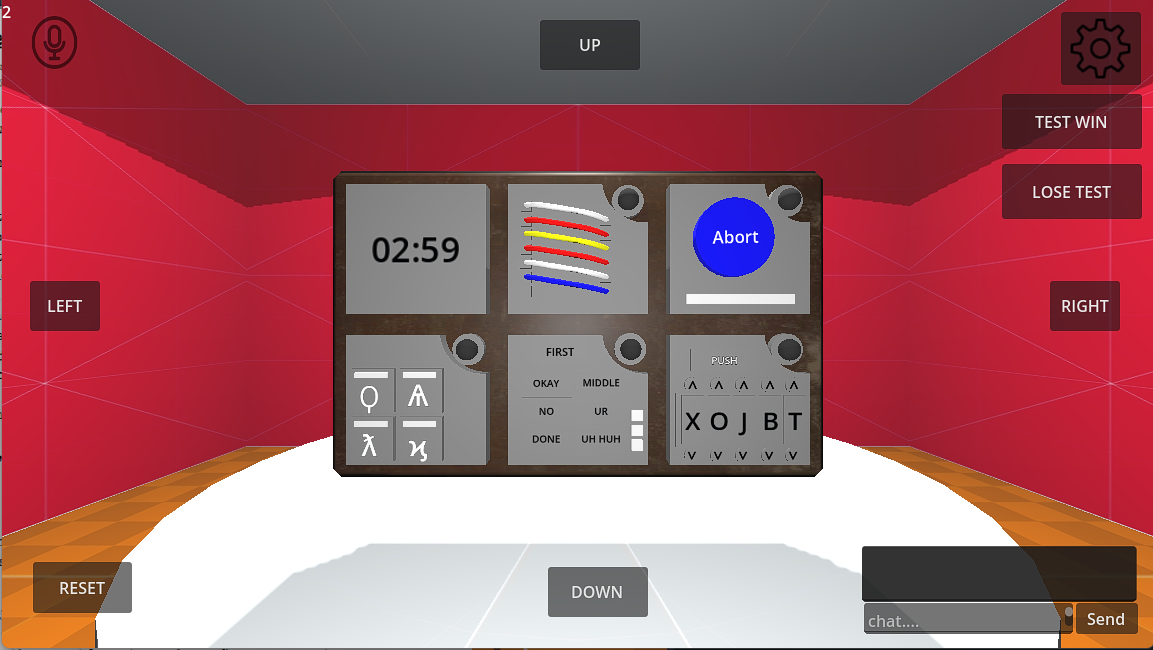 2
UP
TEST WIN
LOSE TEST
LEFT
RIGHT
02:59
Abort
Ϙ Ѧ
ƛ ϗ
FIRST
OKAY MIDDLE
NO UR
DONE UH HUH
PUSH
X O J B T
RESET
DOWN
chat....
Send